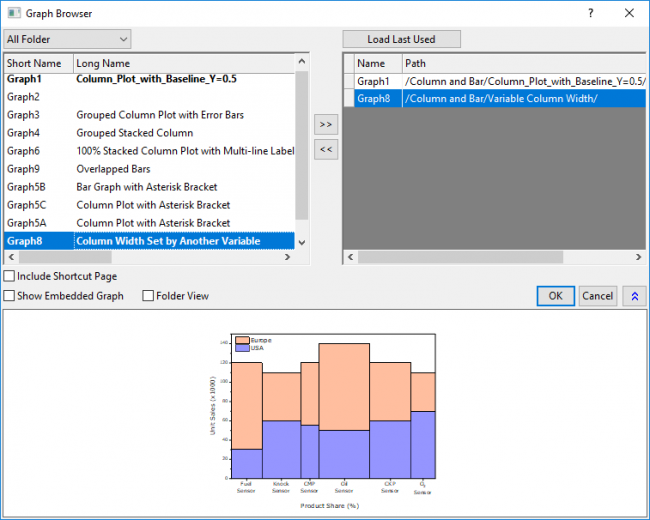 Graph Browser
?
All Folder
Load Last Used
Short Name Long Name
Graph1 Column_Plot_with_Baseline_Y=0.5
Graph2
Graph3 Grouped Column Plot with Error Bars
Graph4 Grouped Stacked Column
Graph6 100% Stacked Column Plot with Multi-line Label
Graph9 Overlapped Bars
Graph5B Bar Graph with Asterisk Bracket
Graph5C Column Plot with Asterisk Bracket
Graph5A Column Plot with Asterisk Bracket
Graph8 Column Width Set by Another Variable
>>
<<
Name Path
Graph1 /Column and Bar/Column_Plot_with_Baseline_Y=0.5/
Graph8 /Column and Bar/Variable Column Width/
Include Shortcut Page
Show Embedded Graph Folder View
OK Cancel
Europe
USA
Unit Sales (x1000)
140
120
100
80
60
40
20
0
Fuel Sensor
Knock Sensor
CMP Sensor
Oil Sensor
CKP Sensor
O₂ Sensor
Product Share (%)